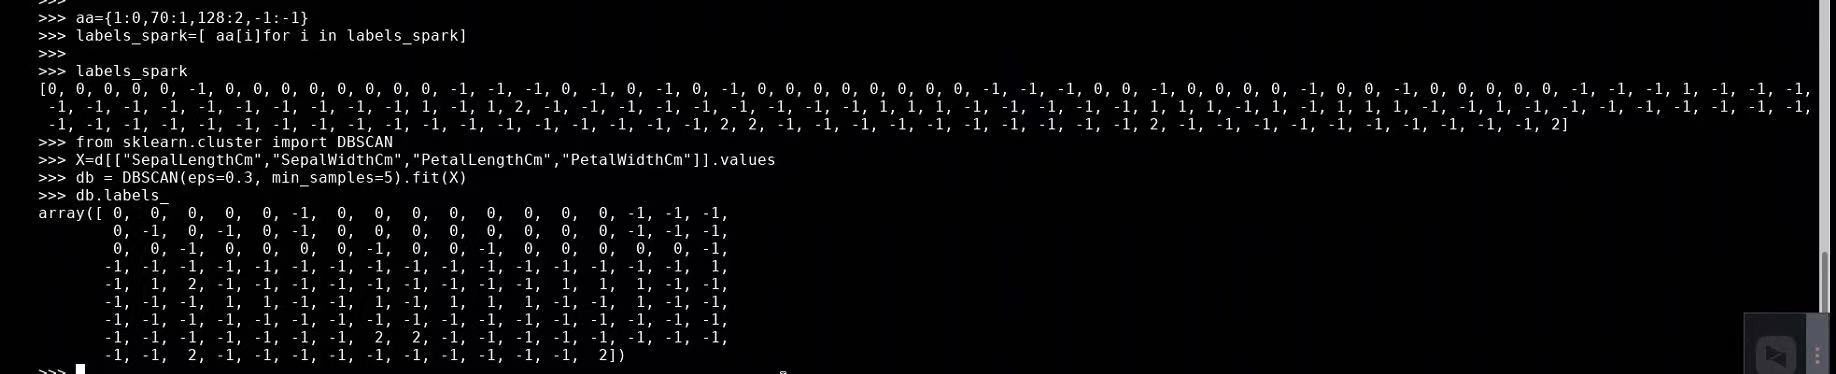 >>>
>>> aa={1:0,70:1,128:2,-1:-1}
>>> labels_spark=[ aa[i]for i in labels_spark]
>>>
>>> labels_spark
[0, 0, 0, 0, 0, -1, 0, 0, 0, 0, 0, 0, 0, 0, -1, -1, -1, 0, -1, 0, -1, 0, -1, 0, 0, 0, 0, 0, 0, 0, 0, -1, -1, -1, 0, 0, -1, 0, 0, 0, 0, -1, 0, 0, -1, 0, 0, 0, 0, 0, -1, -1, -1, -1, -1, -1, -1,
-1, -1, -1, -1, -1, -1, -1, -1, -1, -1, 1, -1, 1, 2, -1, -1, -1, -1, -1, -1, -1, -1, -1, 1, 1, 1, -1, -1, -1, -1, -1, 1, 1, -1, -1, 1, -1, 1, 1, 1, -1, -1, 1, -1, -1, -1, -1, -1, -1, -1, -1,
-1, -1, -1, -1, -1, -1, -1, -1, -1, -1, -1, -1, -1, -1, -1, -1, -1, -1, 2, 2, -1, -1, -1, -1, -1, -1, -1, -1, -1, -1, 2, -1, -1, -1, -1, -1, -1, -1, -1, -1, -1, 2]
>>> from sklearn.cluster import DBSCAN
>>> X=d[["SepalLengthCm","SepalWidthCm","PetalLengthCm","PetalWidthCm"]].values
>>> db = DBSCAN(eps=0.3, min_samples=5).fit(X)
>>> db.labels_
array([ 0, 0, 0, 0, 0, -1, 0, 0, 0, 0, 0, 0, 0, 0, -1, -1, -1,
0, -1, 0, -1, 0, -1, 0, 0, 0, 0, 0, 0, 0, 0, -1, -1, -1,
0, 0, -1, 0, 0, 0, 0, -1, 0, 0, -1, 0, 0, 0, 0, 0, -1,
-1, -1, -1, -1, -1, -1, -1, -1, -1, -1, -1, -1, -1, -1, -1, -1, 1,
-1, 1, 2, -1, -1, -1, -1, -1, -1, -1, -1, -1, 1, 1, 1, -1, -1,
-1, -1, -1, 1, 1, -1, -1, 1, -1, 1, 1, 1, -1, -1, 1, -1, -1,
-1, -1, -1, -1, -1, -1, -1, -1, -1, -1, -1, -1, -1, -1, -1, -1, -1,
-1, -1, -1, -1, -1, -1, -1, 2, 2, -1, -1, -1, -1, -1, -1, -1, -1,
-1, -1, 2, -1, -1, -1, -1, -1, -1, -1, -1, -1, -1, 2])
>>>